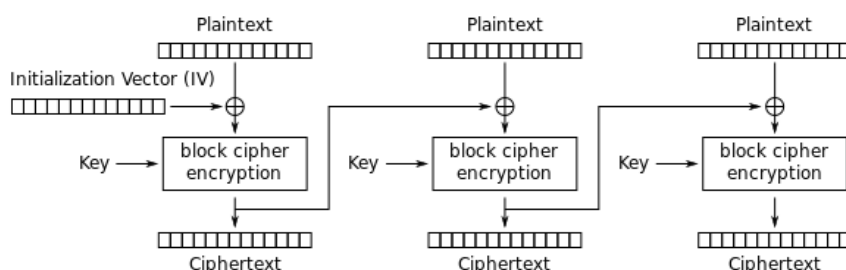 Plaintext
Plaintext
Plaintext
Initialization Vector (IV)
Key
block cipher
encryption
Key
block cipher
encryption
Key
block cipher
encryption
Ciphertext
Ciphertext
Ciphertext